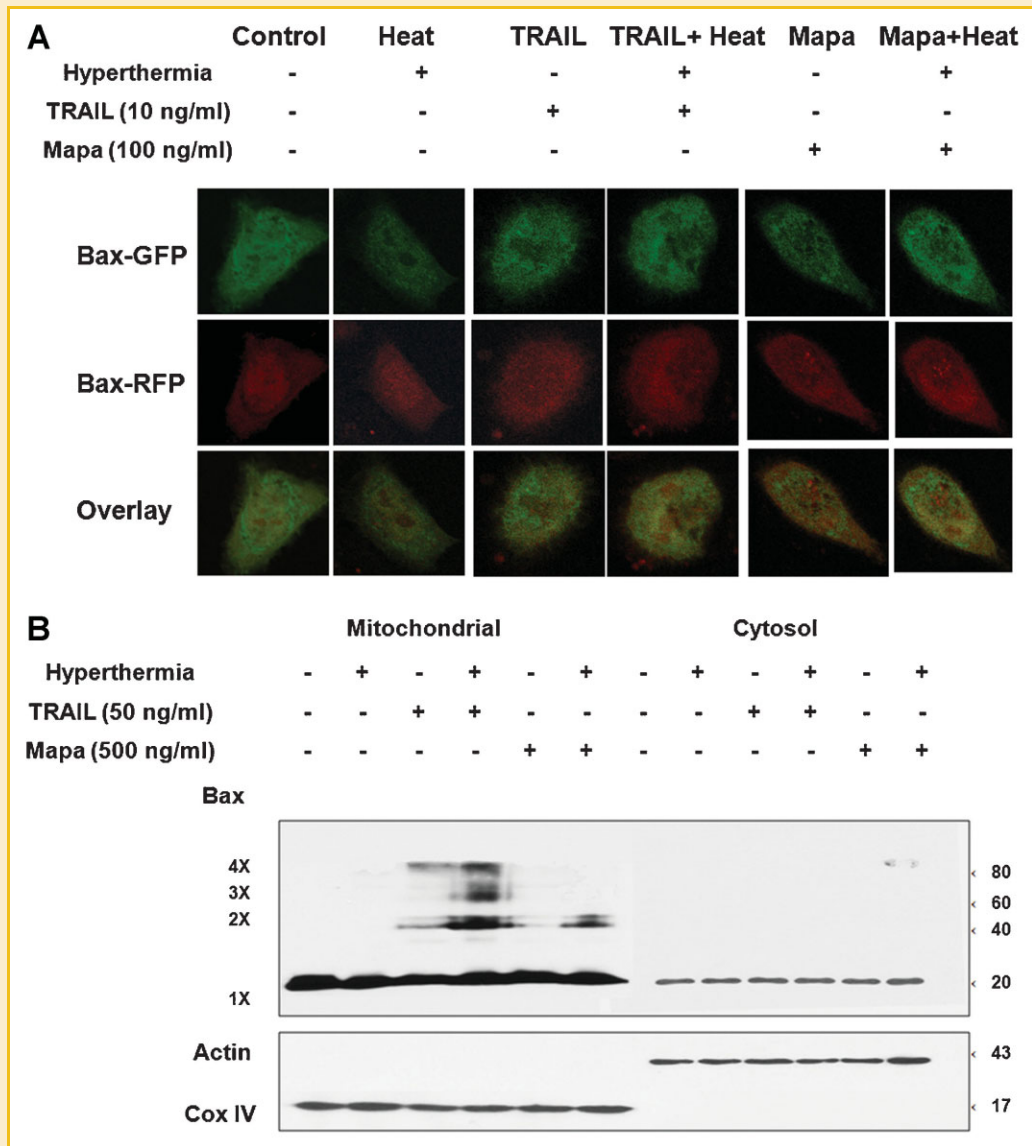 A
Control Heat TRAIL TRAIL+ Heat Mapa Mapa+Heat
Hyperthermia - + - + - +
TRAIL (10 ng/ml) - - + + - -
Mapa (100 ng/ml) - - - - + +
Bax-GFP
Bax-RFP
Overlay
B
Mitochondrial Cytosol
Hyperthermia - + - + - + - + - + - +
TRAIL (50 ng/ml) - - + + - - - - + + - -
Mapa (500 ng/ml) - - - - + + - - - - + +
Bax
4X ‹ 80
3X ‹ 60
2X ‹ 40
1X ‹ 20
Actin ‹ 43
Cox IV ‹ 17